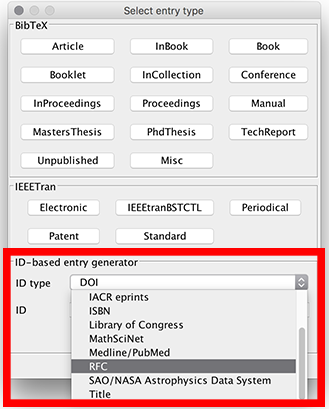 Select entry type
BibTeX
Article InBook Book
Booklet InCollection Conference
InProceedings Proceedings Manual
MastersThesis PhdThesis TechReport
Unpublished Misc
IEEETran
Electronic IEEEtranBSTCTL Periodical
Patent Standard
ID-based entry generator
ID type DOI
IACR eprints
ID ISBN
Library of Congress
MathSciNet
Medline/PubMed
RFC
SAO/NASA Astrophysics Data System
Title